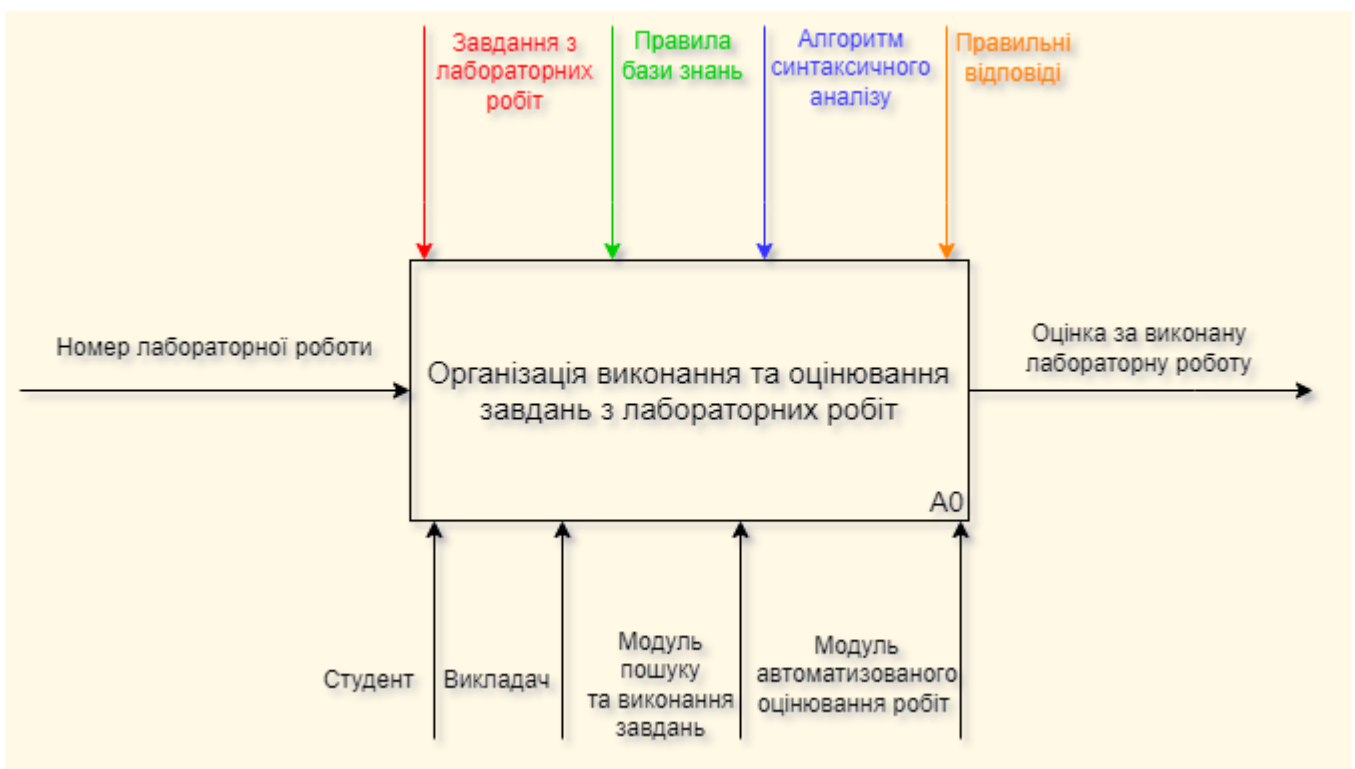 Завдання з
лабораторних
робіт
Правила
бази знань
Алгоритм
синтаксичного
аналізу
Правильні
відповіді
Номер лабораторної роботи
Організація виконання та оцінювання
завдань з лабораторних робіт
A0
Оцінка за виконану
лабораторну роботу
Студент
Викладач
Модуль
пошуку
та виконання
завдань
Модуль
автоматизованого
оцінювання робіт